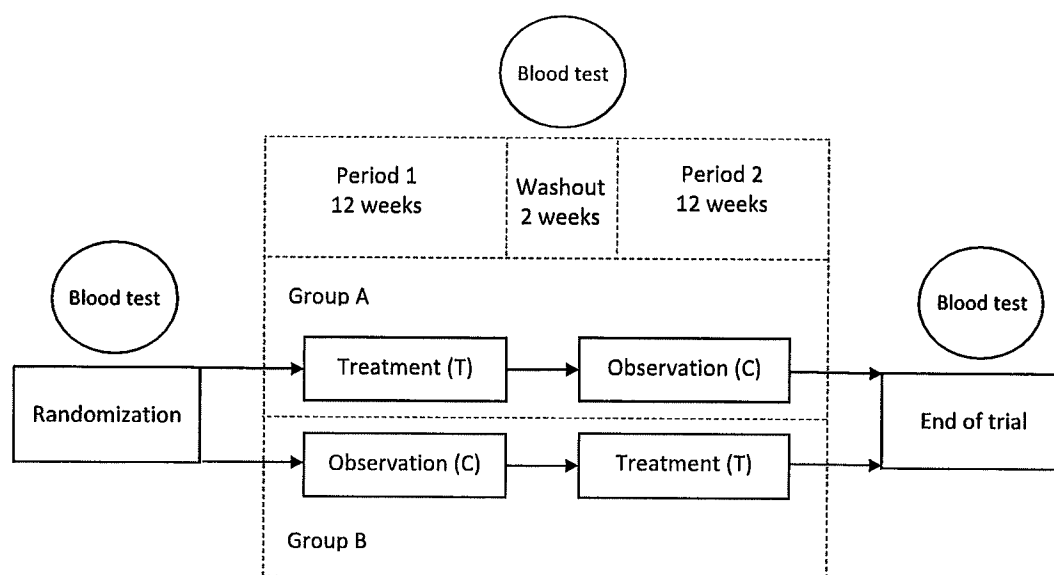 Blood test
Period 1
12 weeks
Washout
2 weeks
Period 2
12 weeks
Blood test
Blood test
Group A
Treatment (T)
Observation (C)
Randomization
End of trial
Observation (C)
Treatment (T)
Group B